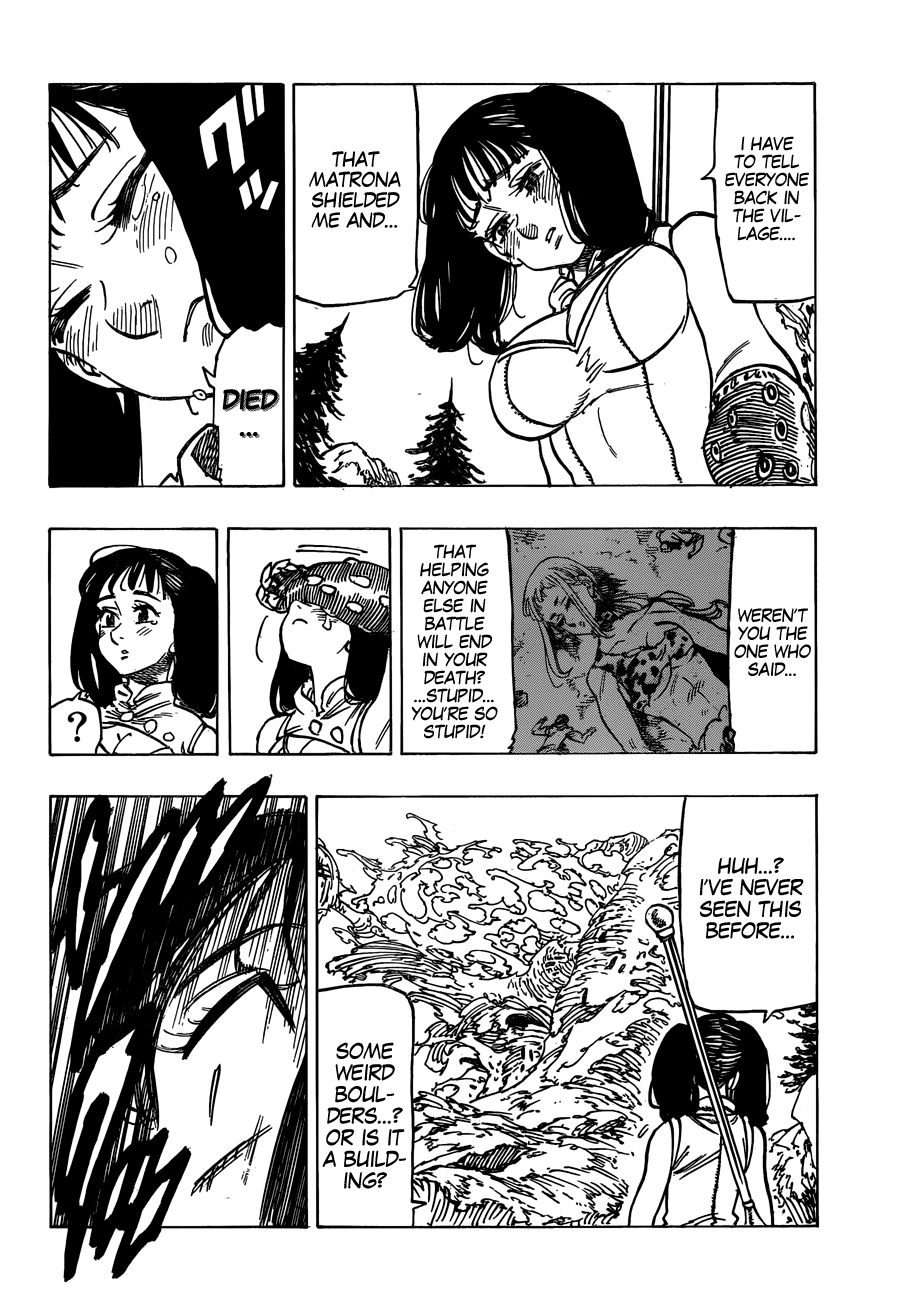 I HAVE
TO TELL
EVERYONE
BACK IN
THE VIL-
LAGE....
THAT
MATRONA
SHIELDED
ME AND...
グッ
DIED
...
WEREN'T
YOU THE
ONE WHO
SAID...
THAT
HELPING
ANYONE
ELSE IN
BATTLE
WILL END
IN YOUR
DEATH?
...STUPID...
YOU'RE SO
STUPID!
?
HUH...?
I'VE NEVER
SEEN THIS
BEFORE...
SOME
WEIRD
BOUL-
DERS...?
OR IS IT
A BUILD-
ING?